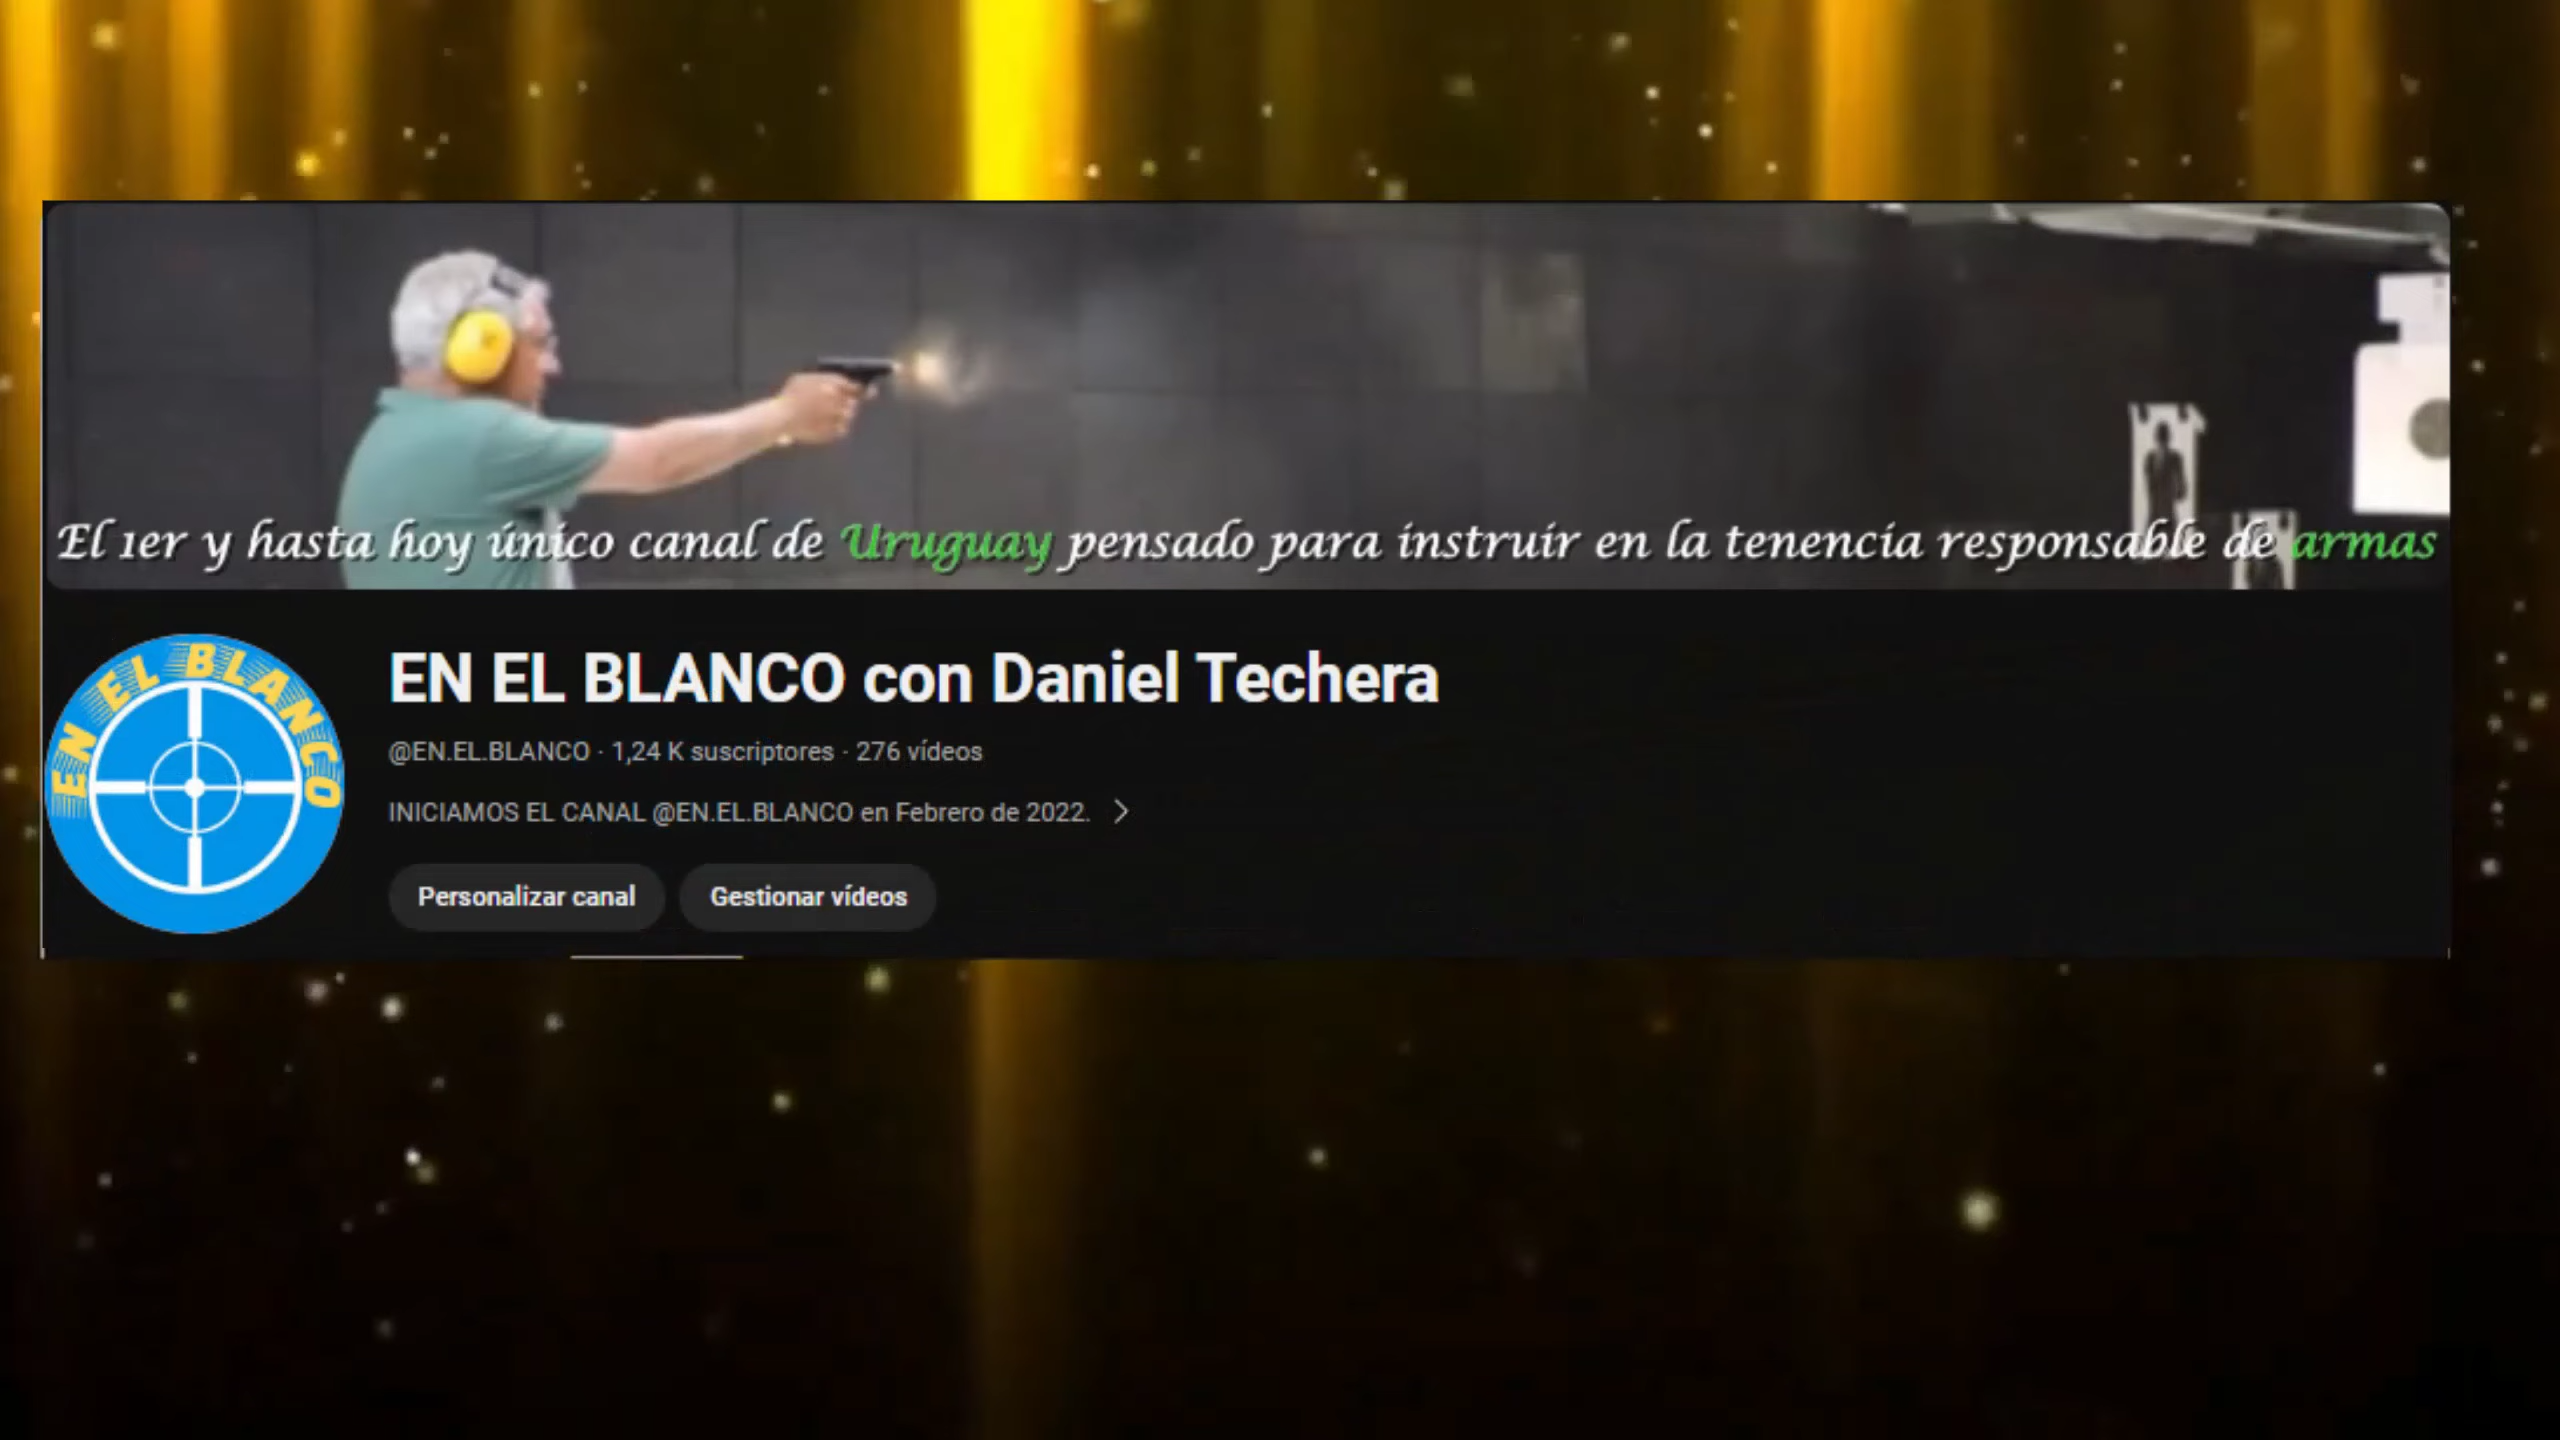 El 1er y hasta hoy único canal de Uruguay pensado para instruir en la tenencia responsable de armas
EN EL BLANCO
EN EL BLANCO con Daniel Techera
@EN.EL.BLANCO · 1,24 K suscriptores · 276 vídeos
INICIAMOS EL CANAL @EN.EL.BLANCO en Febrero de 2022.
Personalizar canal Gestionar vídeos